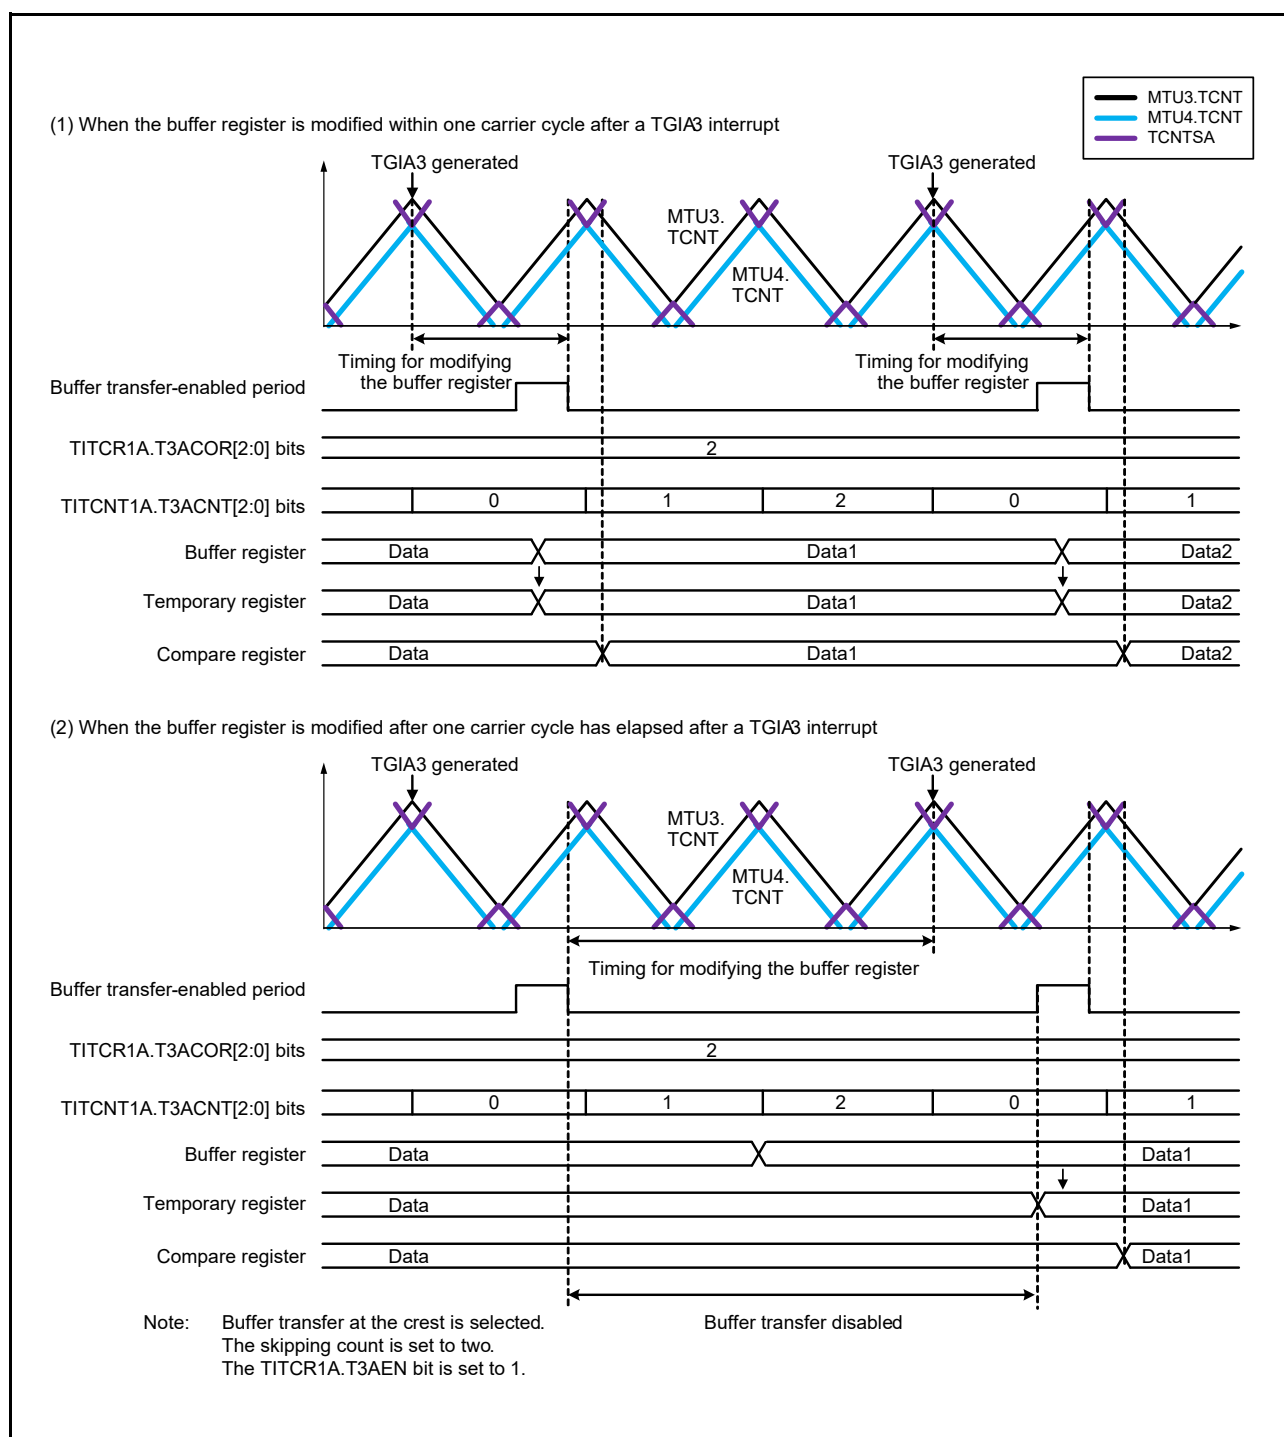 MTU3.TCNT
MTU4.TCNT
TCNTSA
(1) When the buffer register is modified within one carrier cycle after a TGIA3 interrupt
TGIA3 generated
TGIA3 generated
MTU3.
TCNT
MTU4.
TCNT
Timing for modifying
the buffer register
Timing for modifying
the buffer register
Buffer transfer-enabled period
TITCR1A.T3ACOR[2:0] bits
2
TITCNT1A.T3ACNT[2:0] bits
0 1 2 0 1
Buffer register
Data Data1 Data2
Temporary register
Data Data1 Data2
Compare register
Data Data1 Data2
(2) When the buffer register is modified after one carrier cycle has elapsed after a TGIA3 interrupt
TGIA3 generated
TGIA3 generated
MTU3.
TCNT
MTU4.
TCNT
Timing for modifying the buffer register
Buffer transfer-enabled period
TITCR1A.T3ACOR[2:0] bits
2
TITCNT1A.T3ACNT[2:0] bits
0 1 2 0 1
Buffer register
Data Data1
Temporary register
Data Data1
Compare register
Data Data1
Buffer transfer disabled
Note: Buffer transfer at the crest is selected.
The skipping count is set to two.
The TITCR1A.T3AEN bit is set to 1.